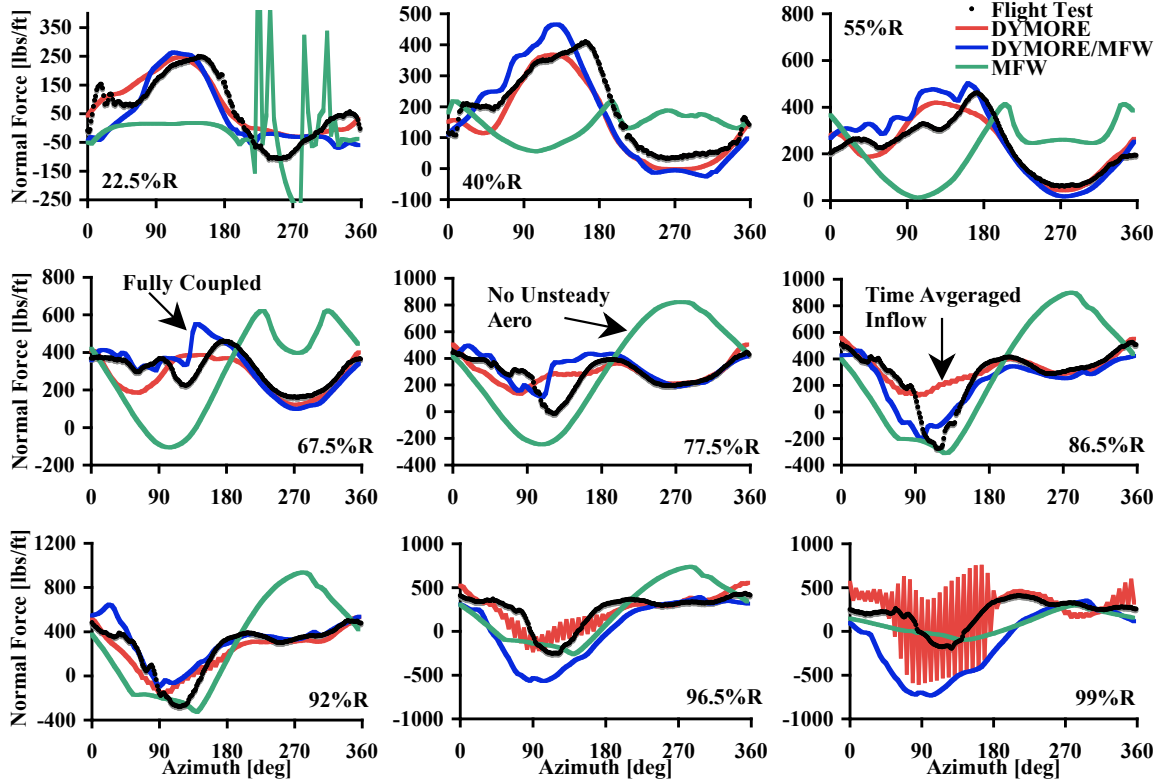 Normal Force [lbs/ft]
350
250
150
50
-50
-150
-250
22.5%R
0 90 180 270 360
500
400
300
200
100
0
-100
40%R
0 90 180 270 360
800
600
400
200
0
55%R
0 90 180 270 360
Flight Test
DYMORE
DYMORE/MFW
MFW
Normal Force [lbs/ft]
800
600
400
200
0
-200
Fully Coupled
67.5%R
0 90 180 270 360
1000
800
600
400
200
0
-200
-400
No Unsteady
Aero
77.5%R
0 90 180 270 360
1000
800
600
400
200
0
-200
-400
Time Avgeraged
Inflow
86.5%R
0 90 180 270 360
Normal Force [lbs/ft]
1200
800
400
0
-400
92%R
0 90 180 270 360
Azimuth [deg]
1000
500
0
-500
-1000
96.5%R
0 90 180 270 360
Azimuth [deg]
1000
500
0
-500
-1000
99%R
0 90 180 270 360
Azimuth [deg]